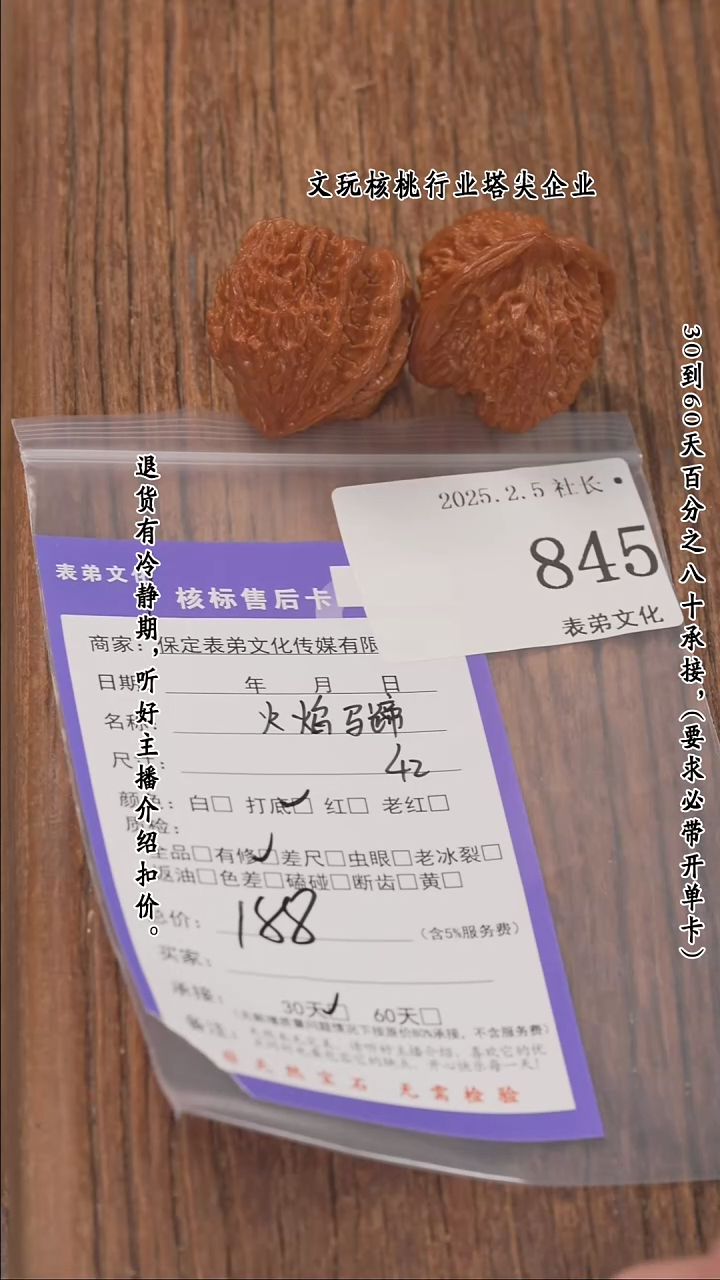 文玩核桃行业塔尖企业
30到60天百分之八十承接,(要求必带开单卡)
退货有冷静期,听好主播介绍扣价。
2025.2.5 社长·
845
表弟文化
表弟文化
核标售后卡
商家:保定表弟文化传媒有限
日期 年 月 日
名称: 火焰马蹄
尺寸: 42
颜色: 白□ 打底☑ 红□ 老红□
质检:
全品□有修☑差尺□虫眼□老冰裂□
返油□色差□磕碰□断齿□黄□
总价: 188 (含5%服务费)
买家:
承接: 30天☑ 60天□
备注:
天然宝石 无需检验